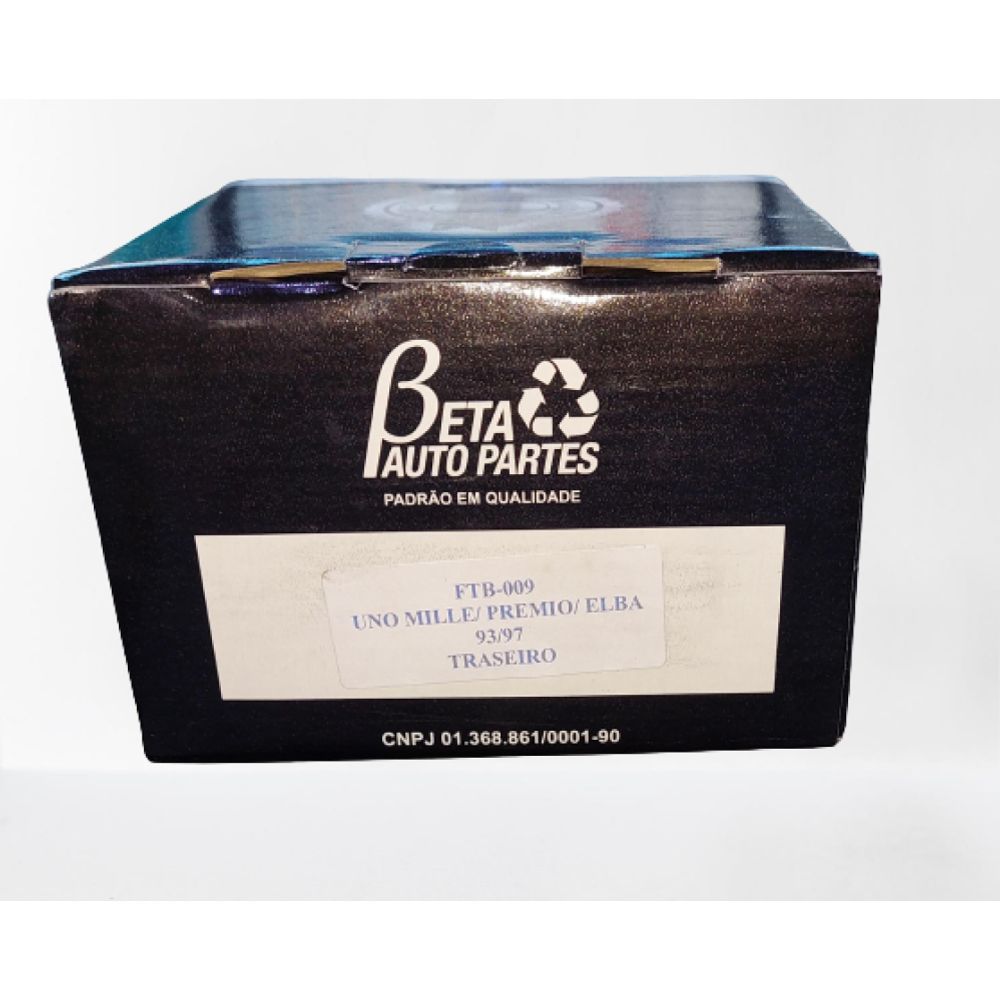 βETA
AUTO PARTES
PADRÃO EM QUALIDADE
FTB-009
UNO MILLE/ PREMIO/ ELBA
93/97
TRASEIRO
CNPJ 01.368.861/0001-90